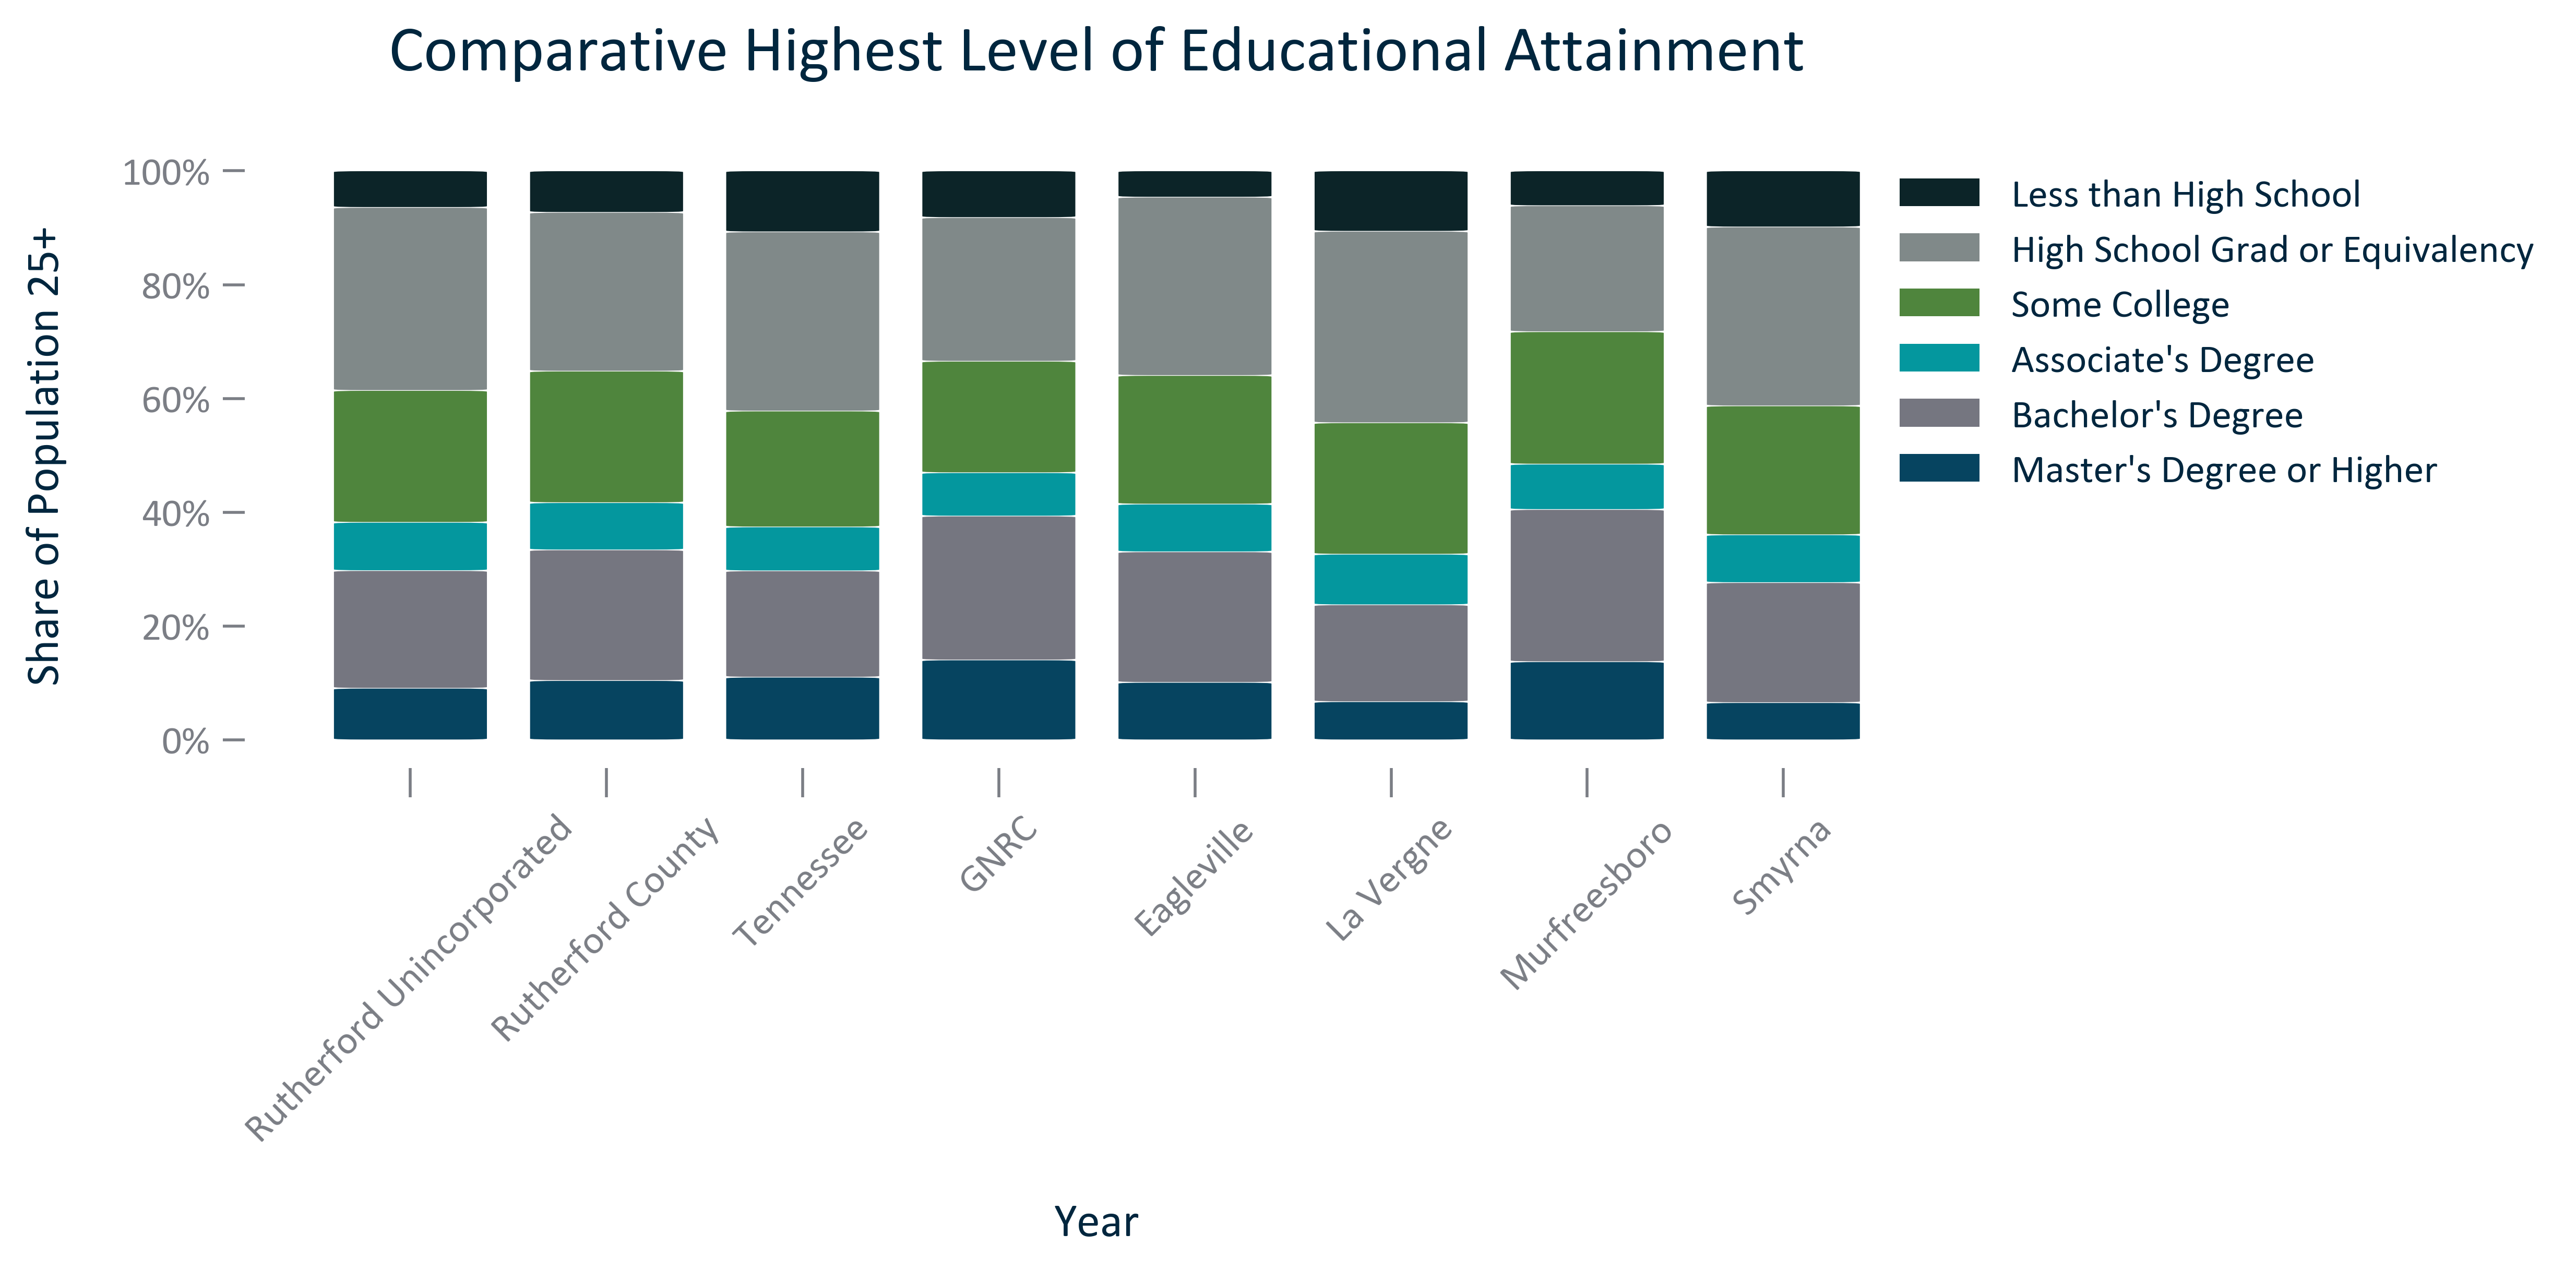 Comparative Highest Level of Educational Attainment
Share of Population 25+
100%
80%
60%
40%
20%
0%
Less than High School
High School Grad or Equivalency
Some College
Associate's Degree
Bachelor's Degree
Master's Degree or Higher
Rutherford Unincorporated
Rutherford County
Tennessee
GNRC
Eagleville
La Vergne
Murfreesboro
Smyrna
Year